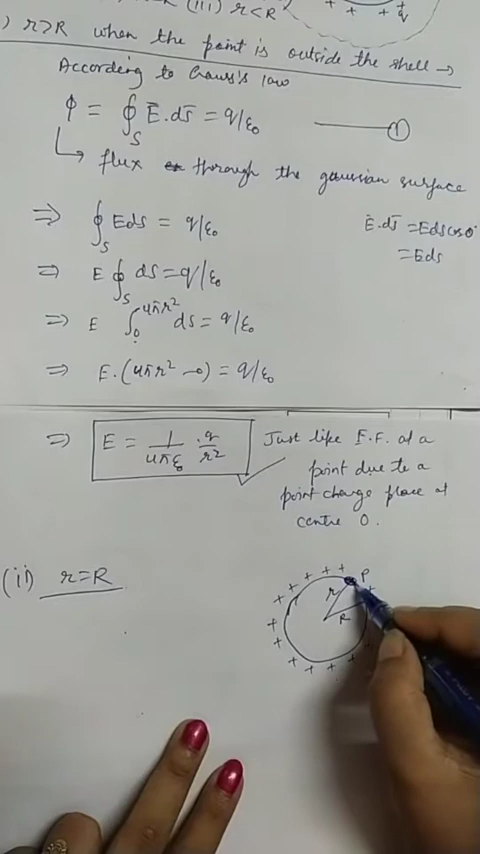 (iii) r<R
+ + + +
q
) r>R when the point is outside the shell →
According to Gauss's law
φ = ∮S Ē.ds̄ = q/ε₀ ——— ①
↳ flux through the gaussian surface
⇒ ∮S Eds = q/ε₀
Ē.ds̄ = Edscos0°
= Eds
⇒ E ∮S ds = q/ε₀
⇒ E ∫₀^4πr² ds = q/ε₀
⇒ E.(4πr² - 0) = q/ε₀
⇒ E = 1/4πε₀ . q/r²
Just like E.F. at a
point due to a
point charge place at
centre O.
(ii) r=R
+ + + + + + + + + + + +
P
r
R